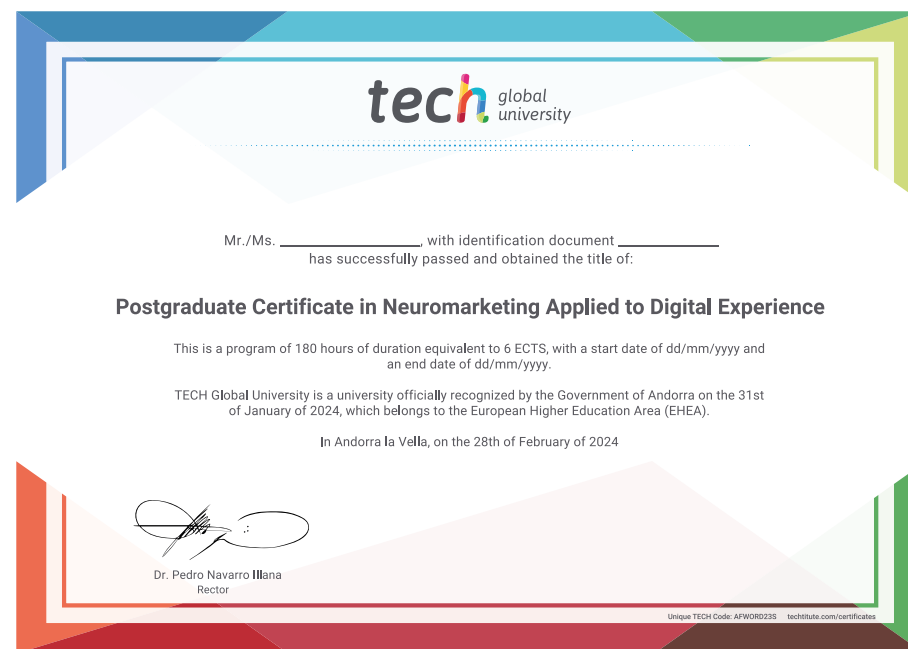 tech global
university
Mr./Ms. ____________________, with identification document ______________
has successfully passed and obtained the title of:
Postgraduate Certificate in Neuromarketing Applied to Digital Experience
This is a program of 180 hours of duration equivalent to 6 ECTS, with a start date of dd/mm/yyyy and
an end date of dd/mm/yyyy.
TECH Global University is a university officially recognized by the Government of Andorra on the 31st
of January of 2024, which belongs to the European Higher Education Area (EHEA).
In Andorra la Vella, on the 28th of February of 2024
Dr. Pedro Navarro Illana
Rector
Unique TECH Code: AFWORD23S techtitute.com/certificates